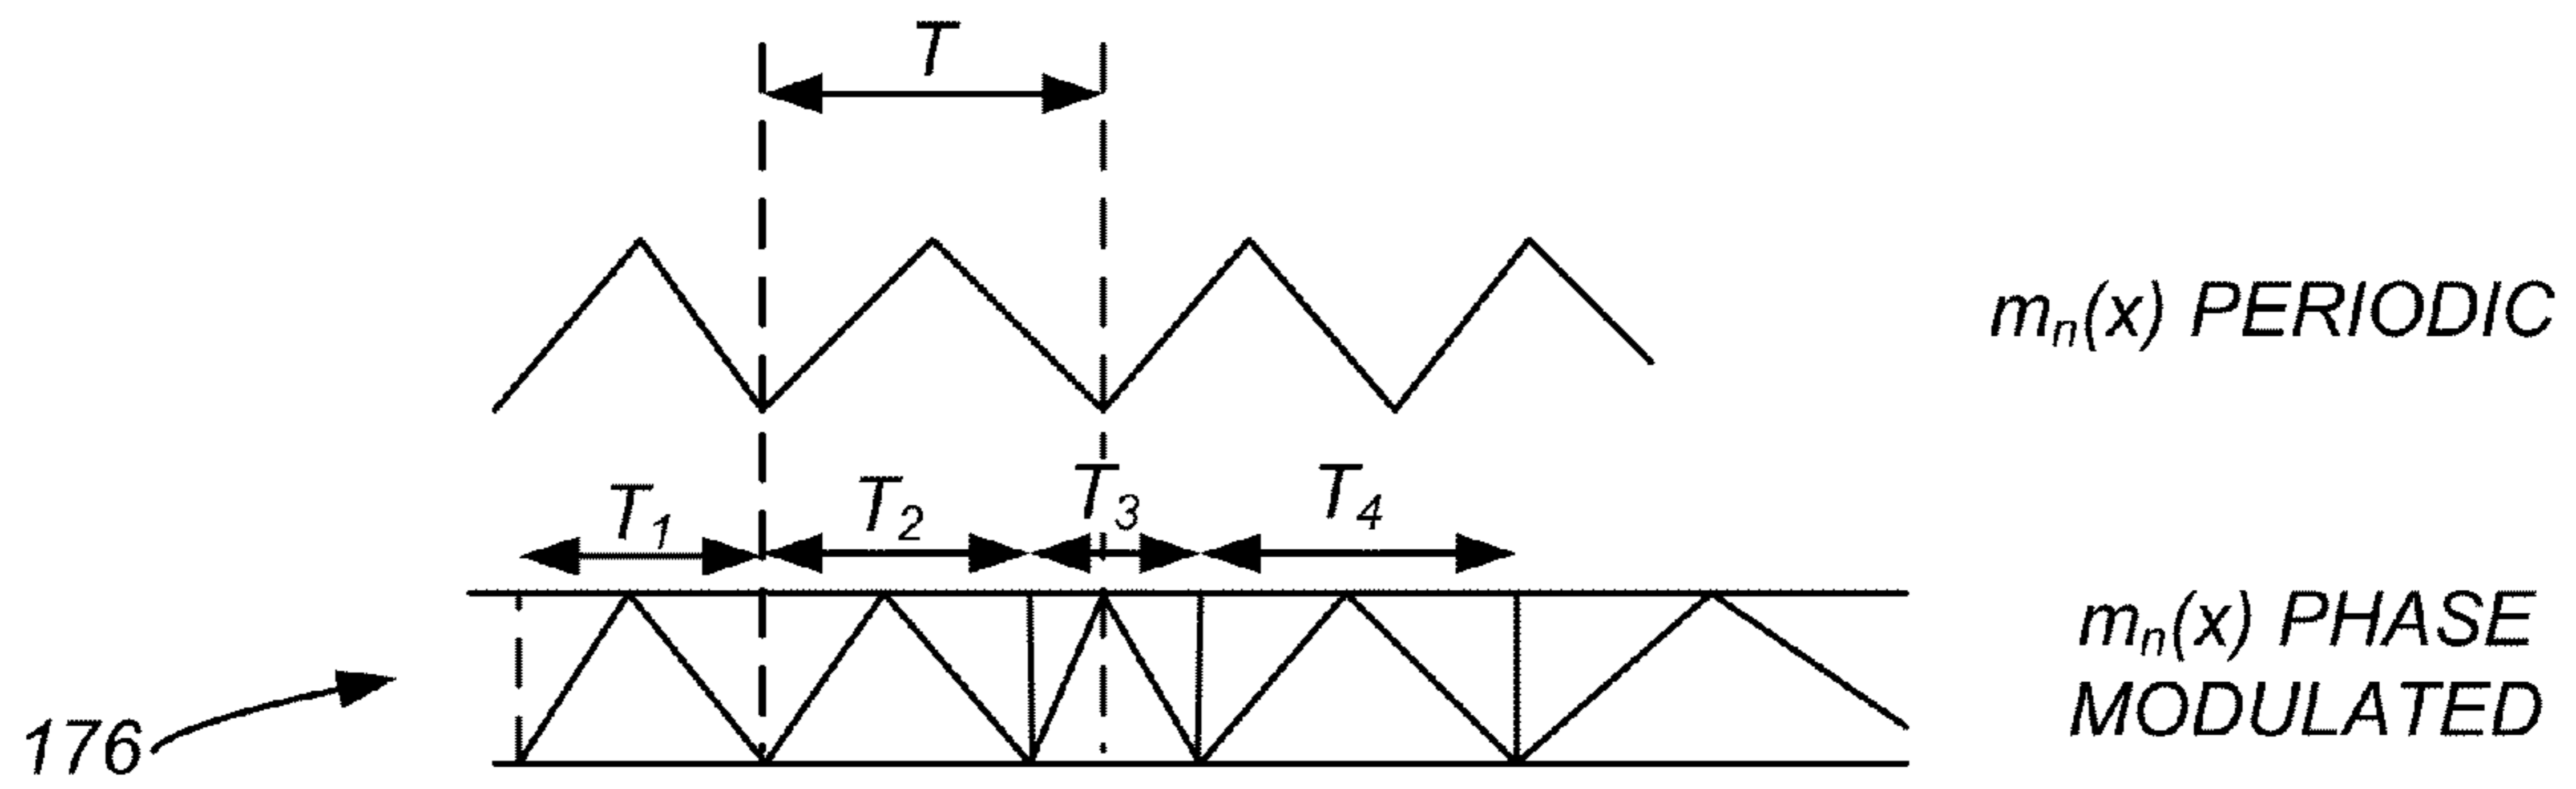 T
mn(x) PERIODIC
T1 T2 T3 T4
mn(x) PHASE
MODULATED
176